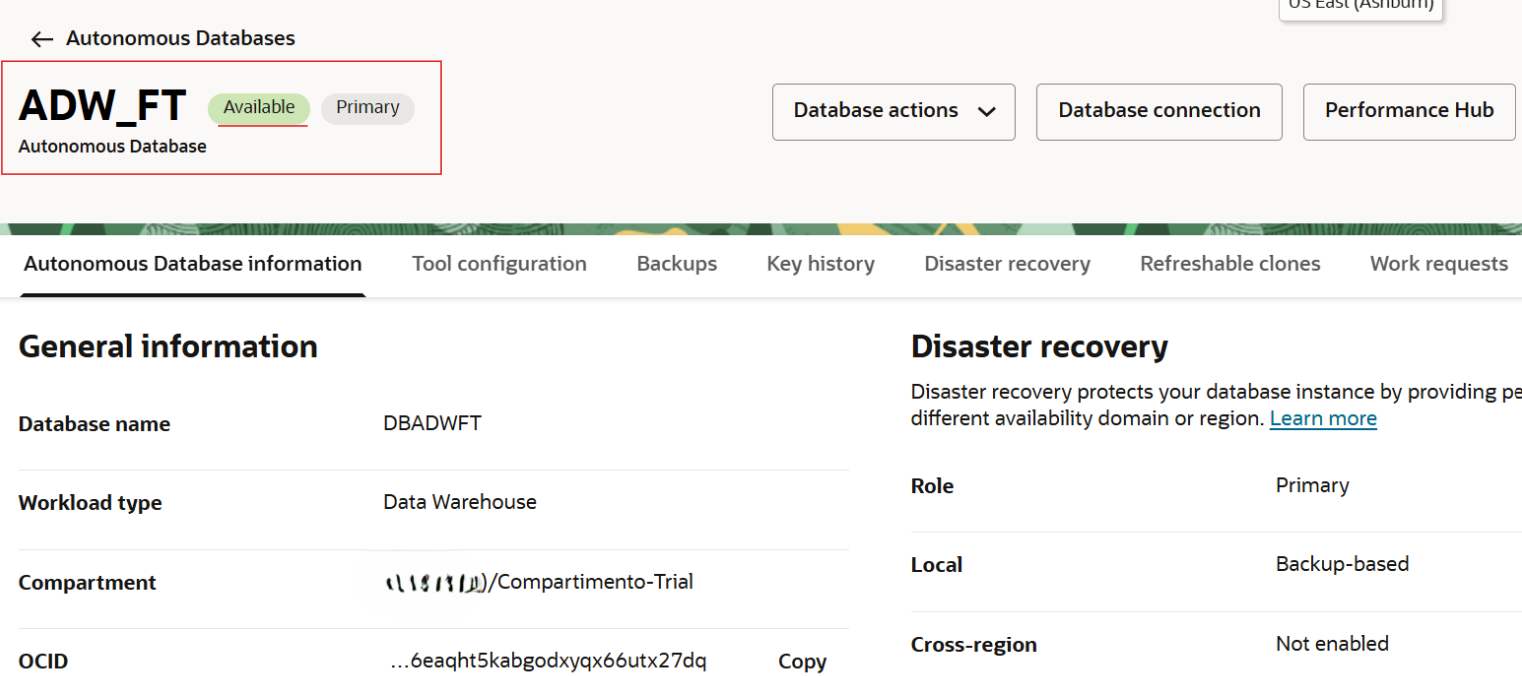 US East (Ashburn)
← Autonomous Databases
ADW_FT Available Primary
Autonomous Database
Database actions Database connection Performance Hub
Autonomous Database information Tool configuration Backups Key history Disaster recovery Refreshable clones Work requests
General information
Database name DBADWFT
Workload type Data Warehouse
Compartment )/Compartimento-Trial
OCID ...6eaqht5kabgodxyqx66utx27dq Copy
Disaster recovery
Disaster recovery protects your database instance by providing pe
different availability domain or region. Learn more
Role Primary
Local Backup-based
Cross-region Not enabled